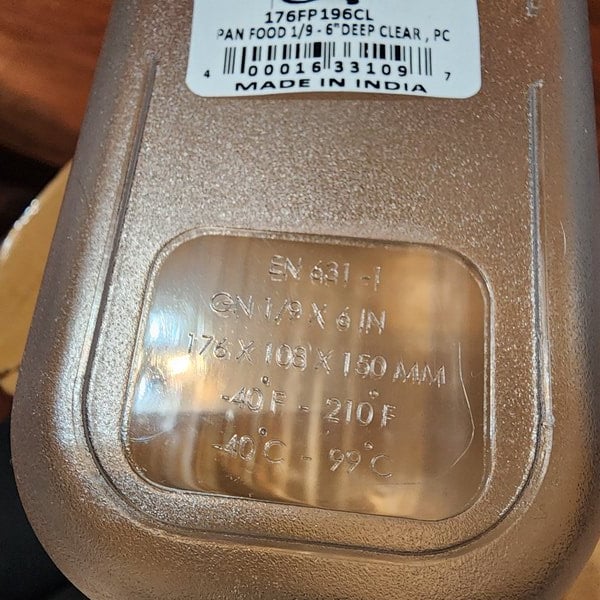 176FP196CL
PAN FOOD 1/9 - 6"DEEP CLEAR , PC
4 00016 33109 7
MADE IN INDIA
EN 631 -1
GN 1/9 X 6 IN
176 X 108 X 150 MM
-40°F - 210°F
-40°C - 99°C